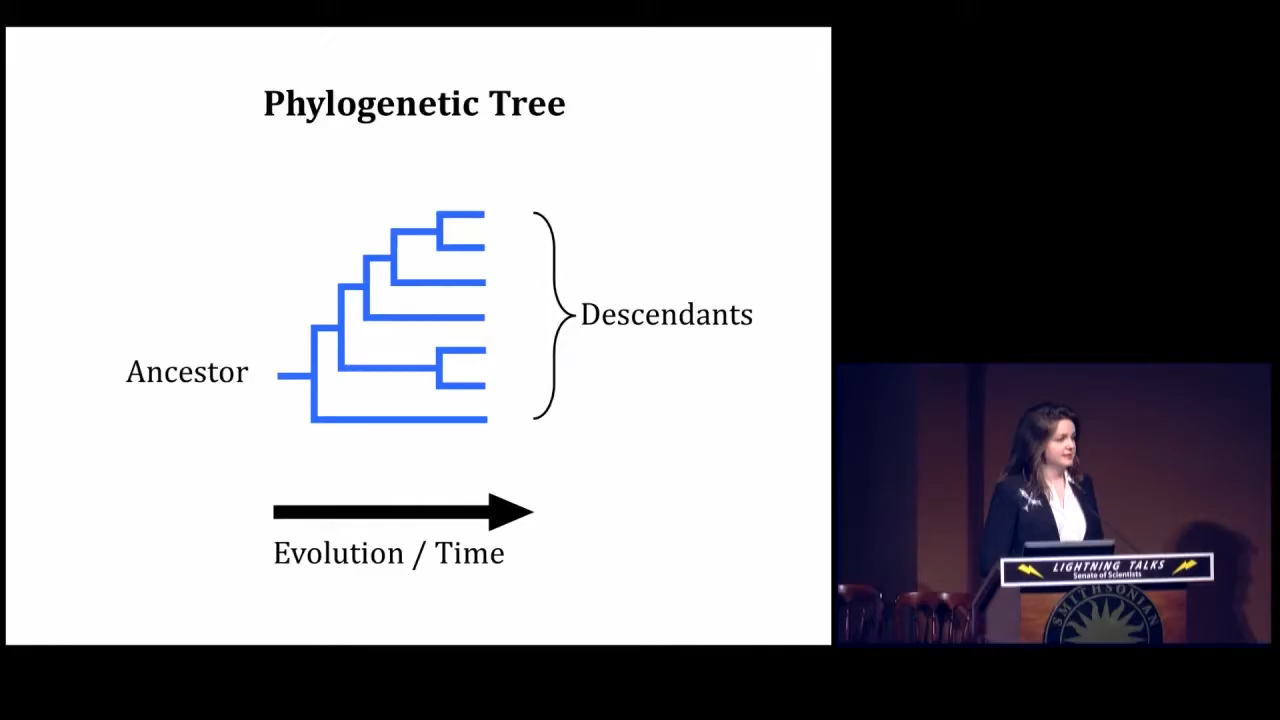 Phylogenetic Tree
Ancestor
Descendants
Evolution / Time
LIGHTNING TALKS
Senate of Scientists
SMITHSONIAN